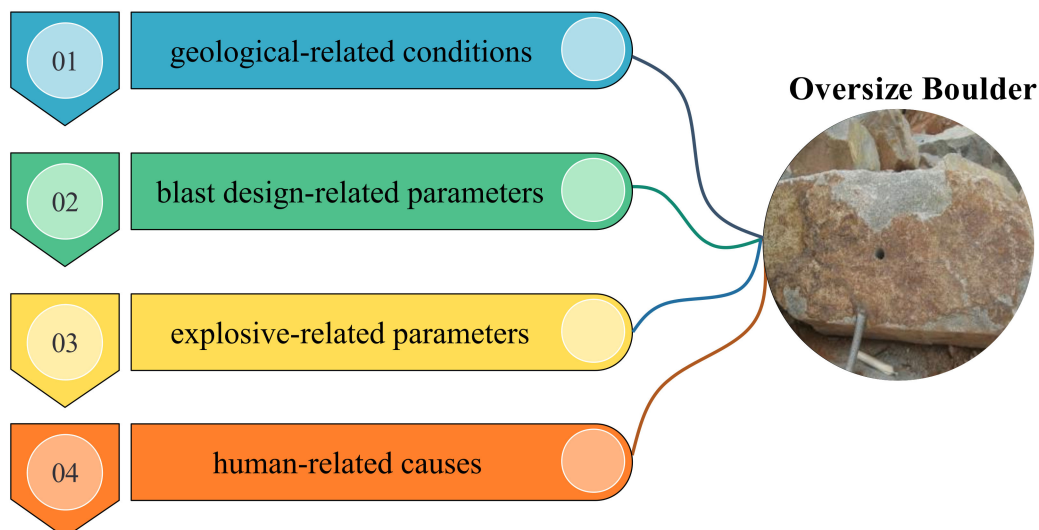 01
geological-related conditions
Oversize Boulder
02
blast design-related parameters
03
explosive-related parameters
04
human-related causes